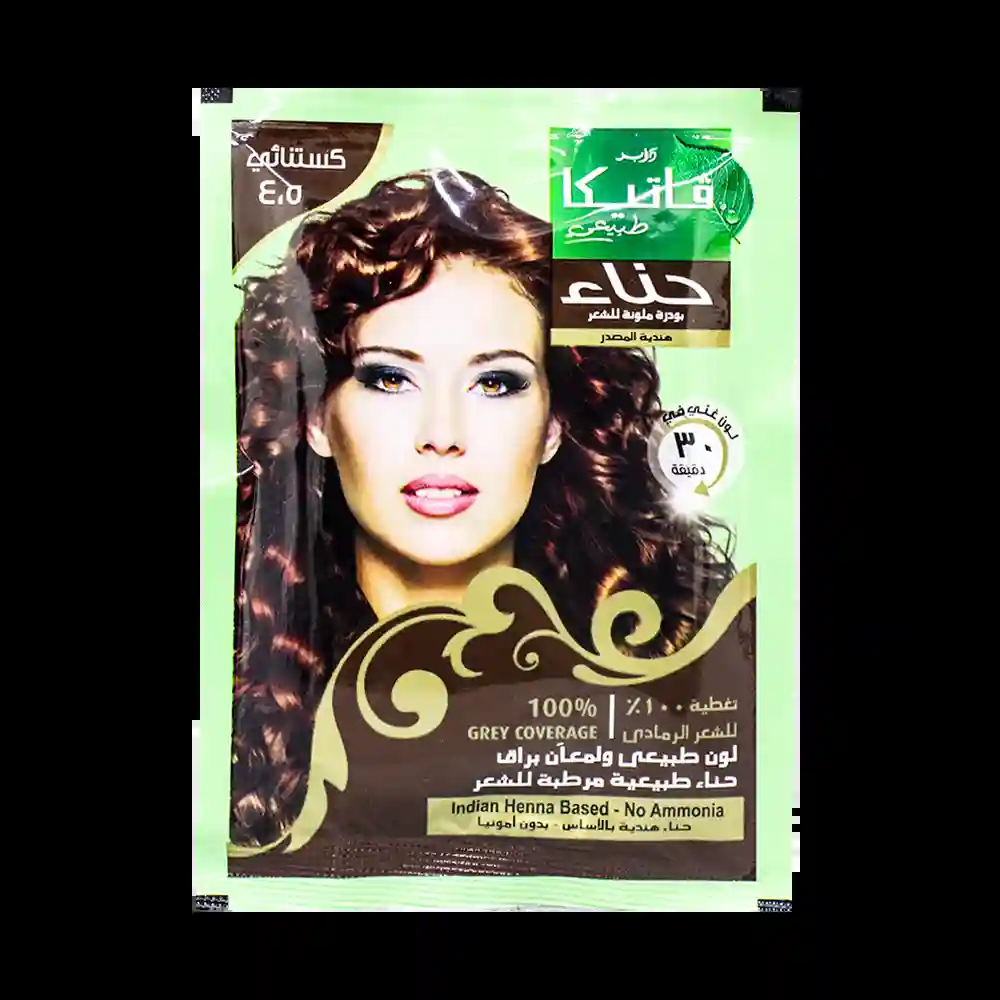 كستنائي
٤،٥
دابر
ڤاتيكا
طبيعي
حناء
بودرة ملونة للشعر
هندية المصدر
لون غني في
٣٠
دقيقة
تغطية ١٠٠٪
للشعر الرمادي
100%
GREY COVERAGE
لون طبيعي ولمعان براق
حناء طبيعية مرطبة للشعر
Indian Henna Based - No Ammonia
حناء هندية بالأساس - بدون أمونيا